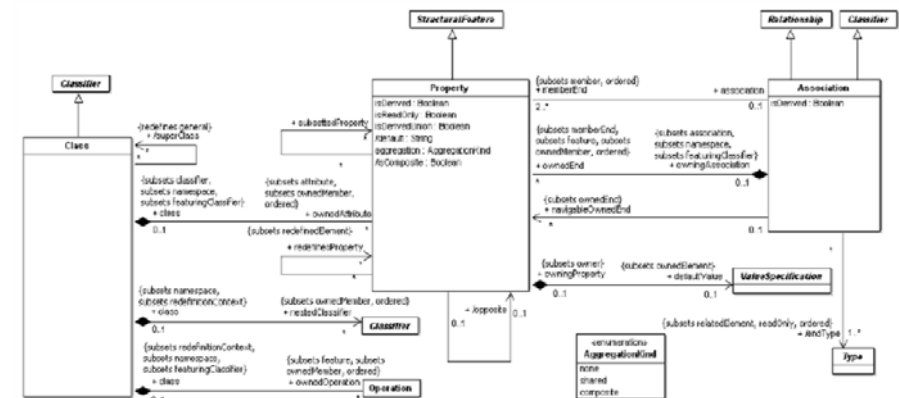 StructuralFeature
Relationship
Classifier
Classifier
Property
isDerived : Boolean
isReadOnly : Boolean
isDerivedUnion : Boolean
/default : String
aggregation : AggregationKind
/isComposite : Boolean
Association
isDerived : Boolean
{subsets member, ordered}
+ memberEnd
+ association
2..*
0..1
Class
{redefines general}
+ /superClass
*
*
+ subsettedProperty
*
*
{subsets memberEnd,
subsets feature, subsets
ownedMember, ordered}
+ ownedEnd
*
{subsets association,
subsets namespace,
subsets featuringClassifier}
+ owningAssociation
0..1
{subsets classifier,
subsets namespace,
subsets featuringClassifier}
+ class
0..1
{subsets attribute,
subsets ownedMember,
ordered}
+ ownedAttribute
*
{subsets ownedEnd}
+ navigableOwnedEnd
*
0..1
{subsets redefinedElement}
+ redefinedProperty
*
*
{subsets owner}
+ owningProperty
0..1
{subsets ownedElement}
+ defaultValue
0..1
ValueSpecification
*
{subsets namespace,
subsets redefinitionContext}
+ class
0..1
{subsets ownedMember, ordered}
+ nestedClassifier
*
Classifier
+ /opposite
0..1
0..1
{subsets relatedElement, readOnly, ordered}
+ /endType
1..*
Type
{subsets redefinitionContext,
subsets namespace,
subsets featuringClassifier}
+ class
0..1
{subsets feature, subsets
ownedMember, ordered}
+ ownedOperation
*
Operation
«enumeration»
AggregationKind
none
shared
composite